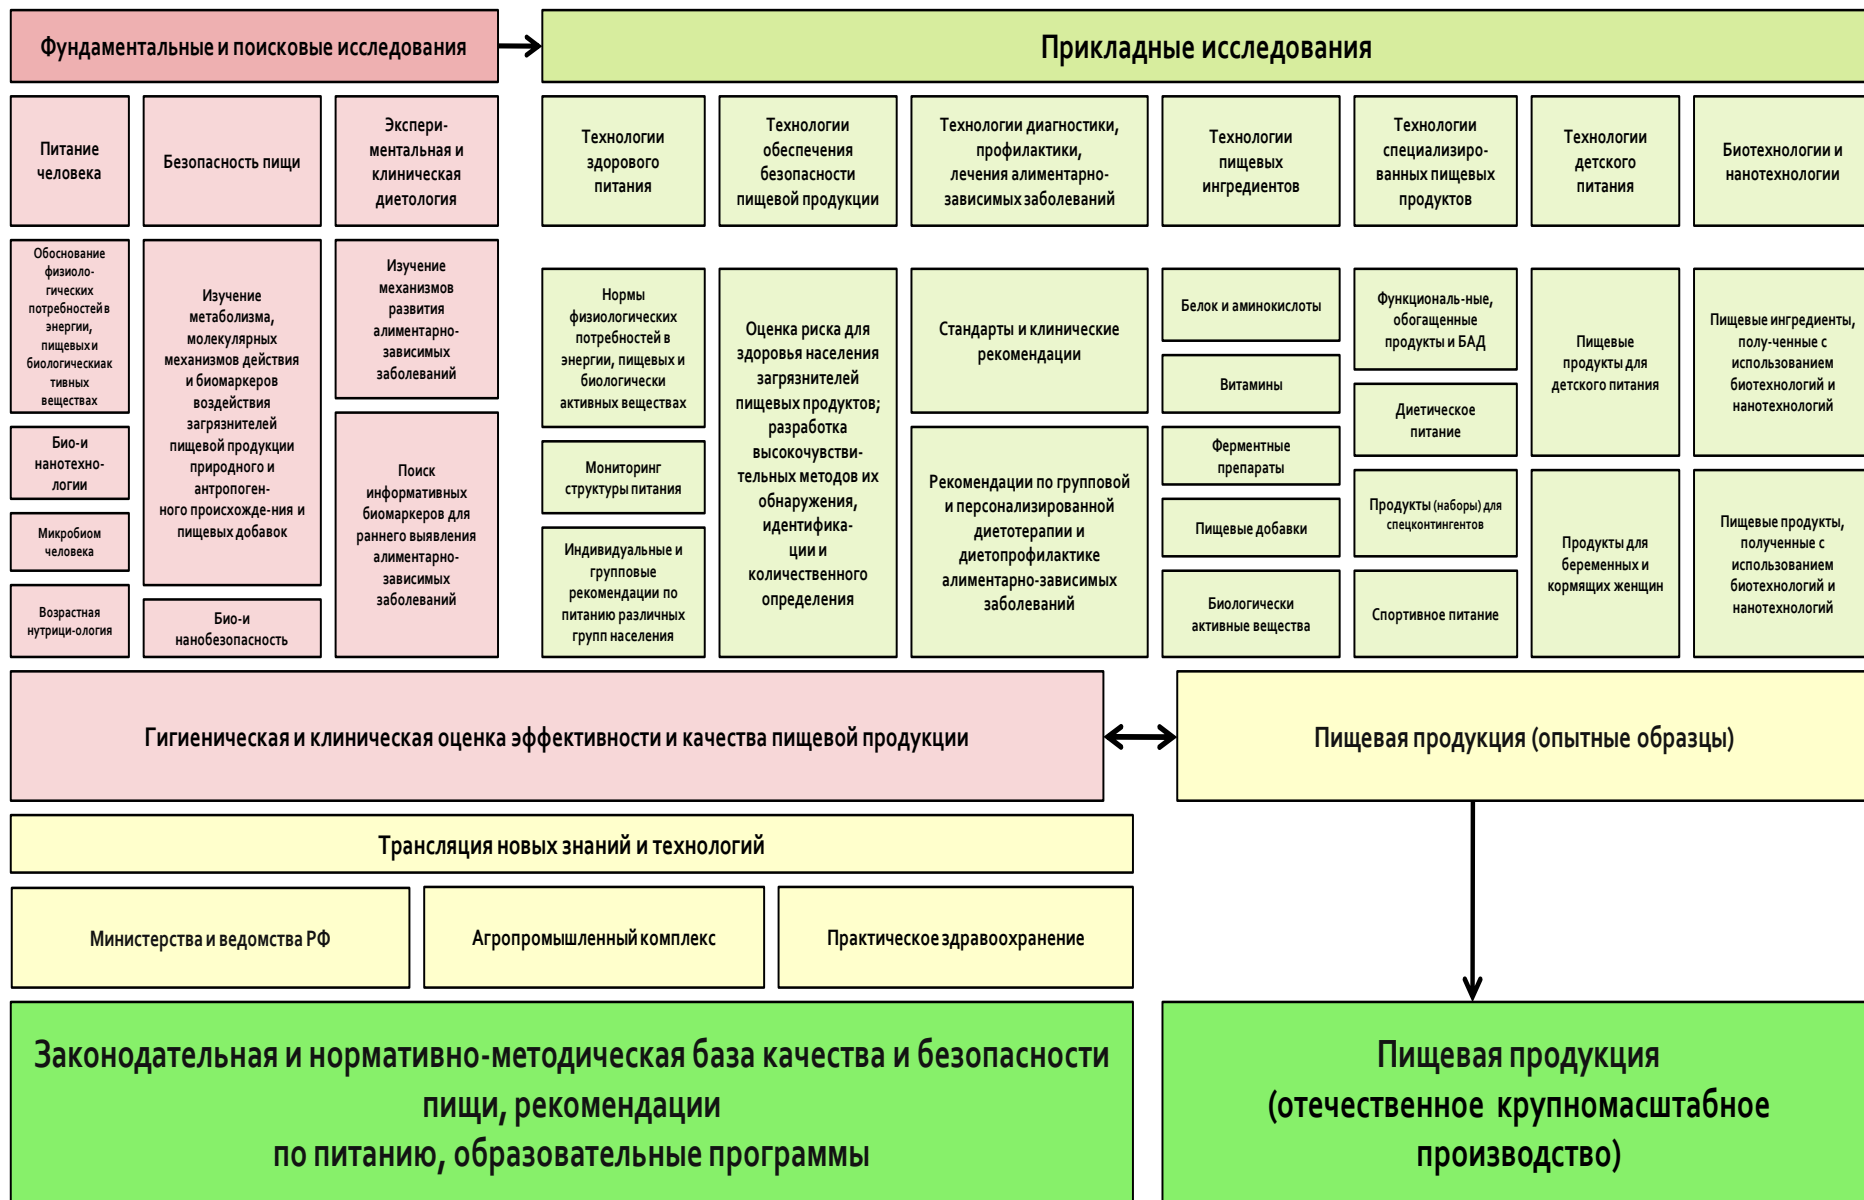 Фундаментальные и поисковые исследования
Прикладные исследования
Питание
человека
Безопасность пищи
Экспери-
ментальная и
клиническая
диетология
Технологии
здорового
питания
Технологии
обеспечения
безопасности
пищевой продукции
Технологии диагностики,
профилактики,
лечения алиментарно-
зависимых заболеваний
Технологии
пищевых
ингредиентов
Технологии
специализиро-
ванных пищевых
продуктов
Технологии
детского
питания
Биотехнологии и
нанотехнологии
Обоснование
физиоло-
гических
потребностей в
энергии,
пищевых и
биологическиак
тивных
веществах
Био-и
нанотехно-
логии
Микробиом
человека
Возрастная
нутрици-ология
Изучение
метаболизма,
молекулярных
механизмов действия
и биомаркеров
воздействия
загрязнителей
пищевой продукции
природного и
антропоген-
ного происхожде-ния и
пищевых добавок
Био-и
нанобезопасность
Изучение
механизмов
развития
алиментарно-
зависимых
заболеваний
Поиск
информативных
биомаркеров для
раннего выявления
алиментарно-
зависимых
заболеваний
Нормы
физиологических
потребностей в
энергии, пищевых и
биологически
активных веществах
Мониторинг
структуры питания
Индивидуальные и
групповые
рекомендации по
питанию различных
групп населения
Оценка риска для
здоровья населения
загрязнителей
пищевых продуктов;
разработка
высокочувстви-
тельных методов их
обнаружения,
идентифика-
ции и
количественного
определения
Стандарты и клинические
рекомендации
Рекомендации по групповой
и персонализированной
диетотерапии и
диетопрофилактике
алиментарно-зависимых
заболеваний
Белок и аминокислоты
Витамины
Ферментные
препараты
Пищевые добавки
Биологически
активные вещества
Функциональ-ные,
обогащенные
продукты и БАД
Диетическое
питание
Продукты (наборы) для
спецконтингентов
Спортивное питание
Пищевые
продукты для
детского питания
Продукты для
беременных и
кормящих женщин
Пищевые ингредиенты,
полу-ченные с
использованием
биотехнологий и
нанотехнологий
Пищевые продукты,
полученные с
использованием
биотехнологий и
нанотехнологий
Гигиеническая и клиническая оценка эффективности и качества пищевой продукции
Пищевая продукция (опытные образцы)
Трансляция новых знаний и технологий
Министерства и ведомства РФ
Агропромышленный комплекс
Практическое здравоохранение
Законодательная и нормативно-методическая база качества и безопасности
пищи, рекомендации
по питанию, образовательные программы
Пищевая продукция
(отечественное крупномасштабное
производство)